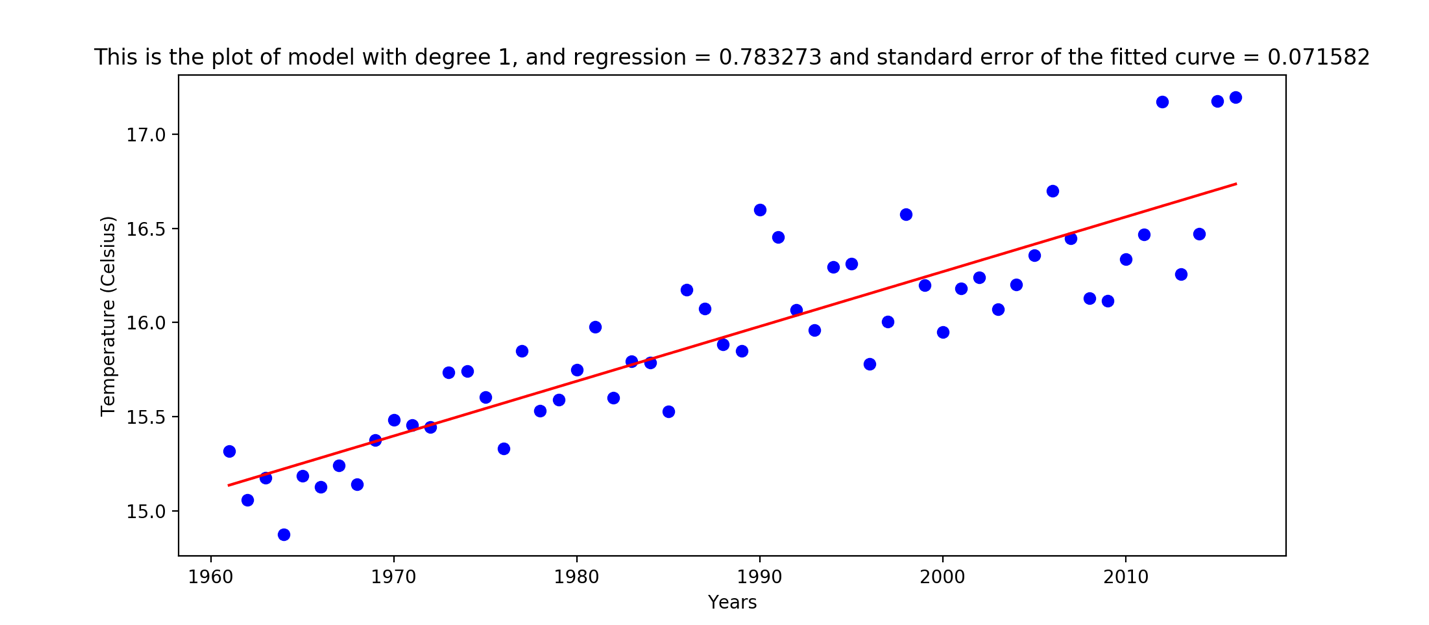 This is the plot of model with degree 1, and regression = 0.783273 and standard error of the fitted curve = 0.071582
17.0
16.5
16.0
15.5
15.0
Temperature (Celsius)
1960 1970 1980 1990 2000 2010
Years